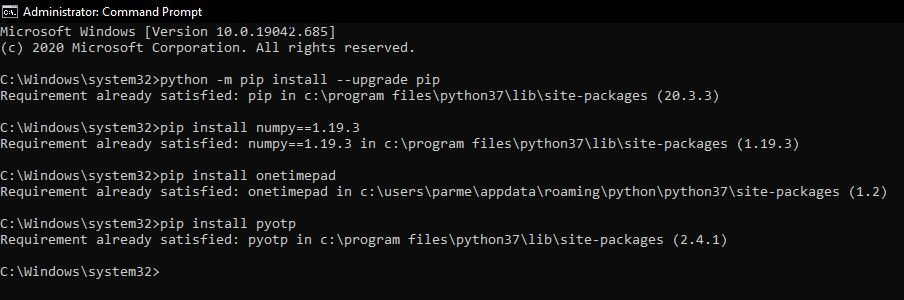 Administrator: Command Prompt
Microsoft Windows [Version 10.0.19042.685]
(c) 2020 Microsoft Corporation. All rights reserved.
C:\Windows\system32>python -m pip install --upgrade pip
Requirement already satisfied: pip in c:\program files\python37\lib\site-packages (20.3.3)
C:\Windows\system32>pip install numpy==1.19.3
Requirement already satisfied: numpy==1.19.3 in c:\program files\python37\lib\site-packages (1.19.3)
C:\Windows\system32>pip install onetimepad
Requirement already satisfied: onetimepad in c:\users\parme\appdata\roaming\python\python37\site-packages (1.2)
C:\Windows\system32>pip install pyotp
Requirement already satisfied: pyotp in c:\program files\python37\lib\site-packages (2.4.1)
C:\Windows\system32>